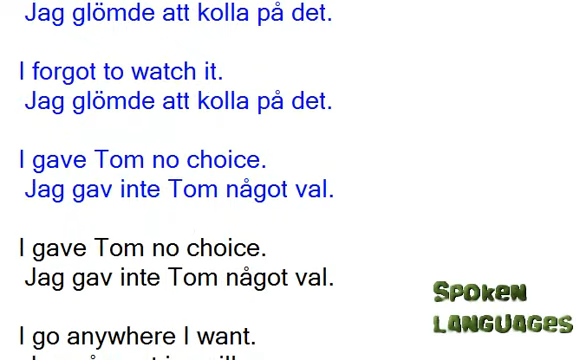 Jag glömde att kolla på det.
I forgot to watch it.
Jag glömde att kolla på det.
I gave Tom no choice.
Jag gav inte Tom något val.
I gave Tom no choice.
Jag gav inte Tom något val.
I go anywhere I want.
Spoken
Languages